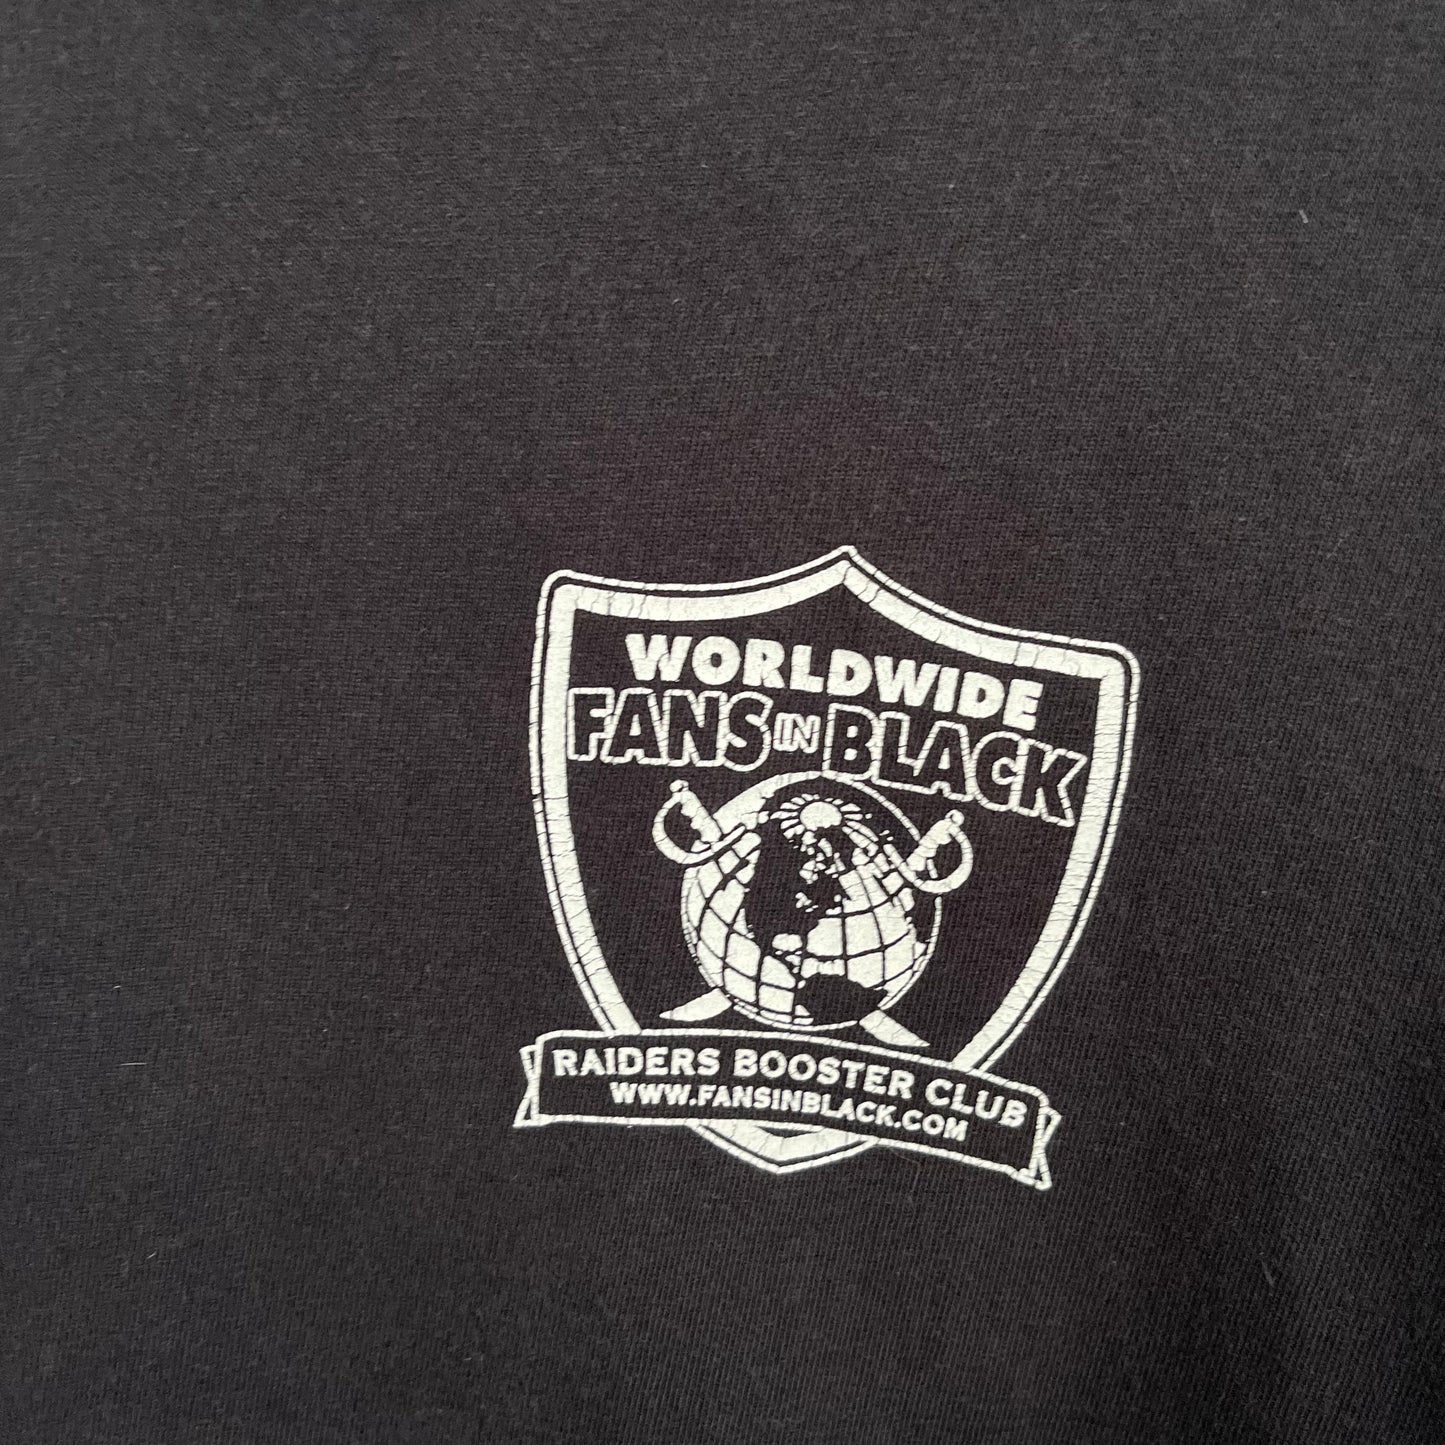 WORLDWIDE
FANS IN BLACK
RAIDERS BOOSTER CLUB
WWW.FANSINBLACK.COM